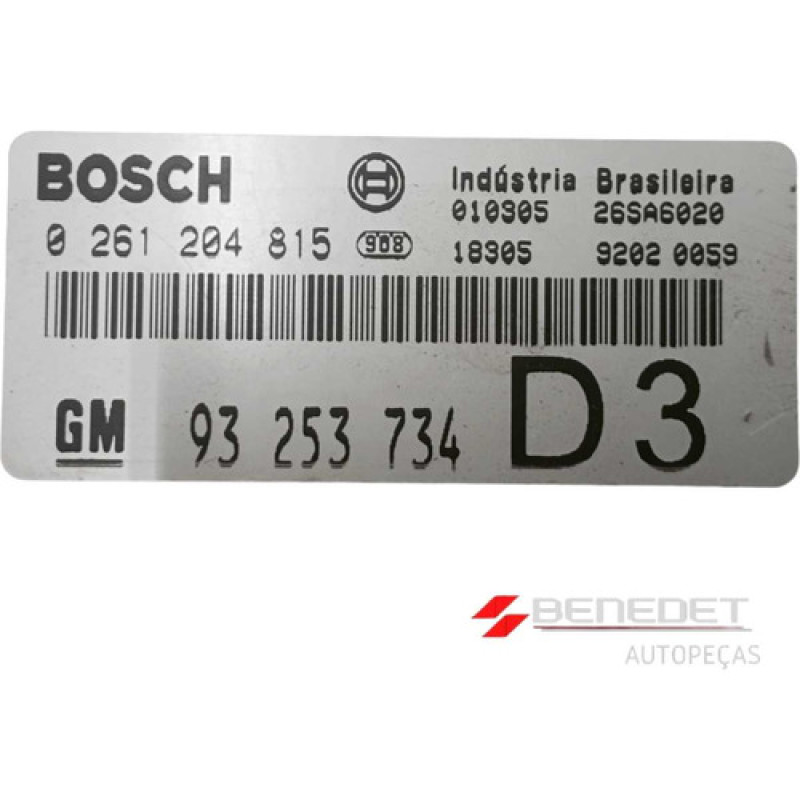 BOSCH
Indústria Brasileira
010305 26SA6020
0 261 204 815 908
18305 9202 0059
GM 93 253 734 D3
BENEDET
AUTOPEÇAS